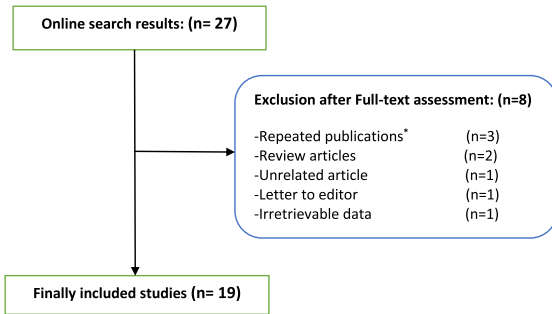 Online search results: (n= 27)
Exclusion after Full-text assessment: (n=8)
-Repeated publications* (n=3)
-Review articles (n=2)
-Unrelated article (n=1)
-Letter to editor (n=1)
-Irretrievable data (n=1)
Finally included studies (n= 19)